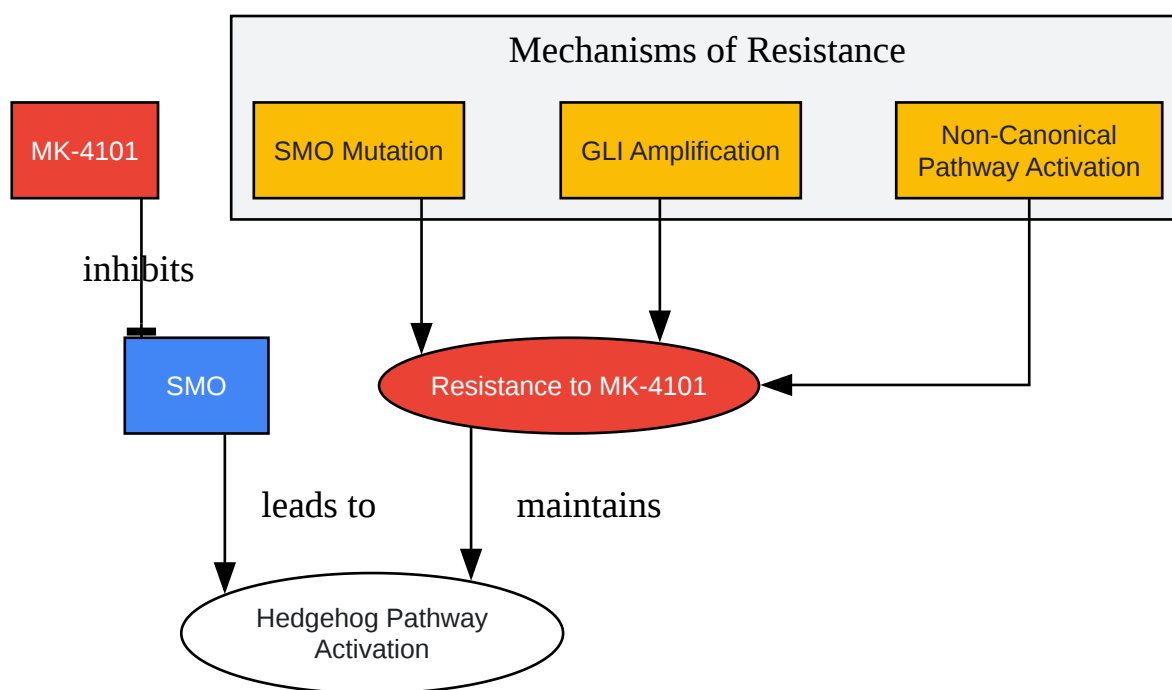 Mechanisms of Resistance
MK-4101
SMO Mutation
GLI Amplification
Non-Canonical
Pathway Activation
inhibits
SMO
Resistance to MK-4101
leads to
maintains
Hedgehog Pathway
Activation